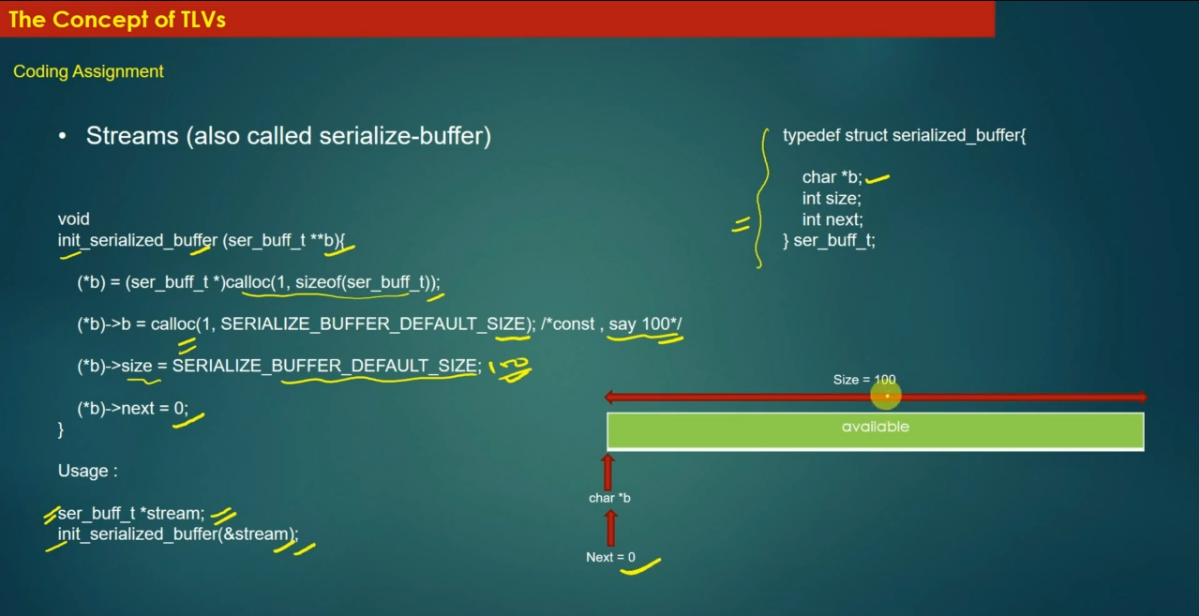 The Concept of TLVs
Coding Assignment
• Streams (also called serialize-buffer)
typedef struct serialized_buffer{
char *b;
int size;
int next;
} ser_buff_t;
void
init_serialized_buffer (ser_buff_t **b){
(*b) = (ser_buff_t *)calloc(1, sizeof(ser_buff_t));
(*b)->b = calloc(1, SERIALIZE_BUFFER_DEFAULT_SIZE); /*const , say 100*/
(*b)->size = SERIALIZE_BUFFER_DEFAULT_SIZE; 100
(*b)->next = 0;
}
Usage :
ser_buff_t *stream;
init_serialized_buffer(&stream);
Size = 100
available
char *b
Next = 0